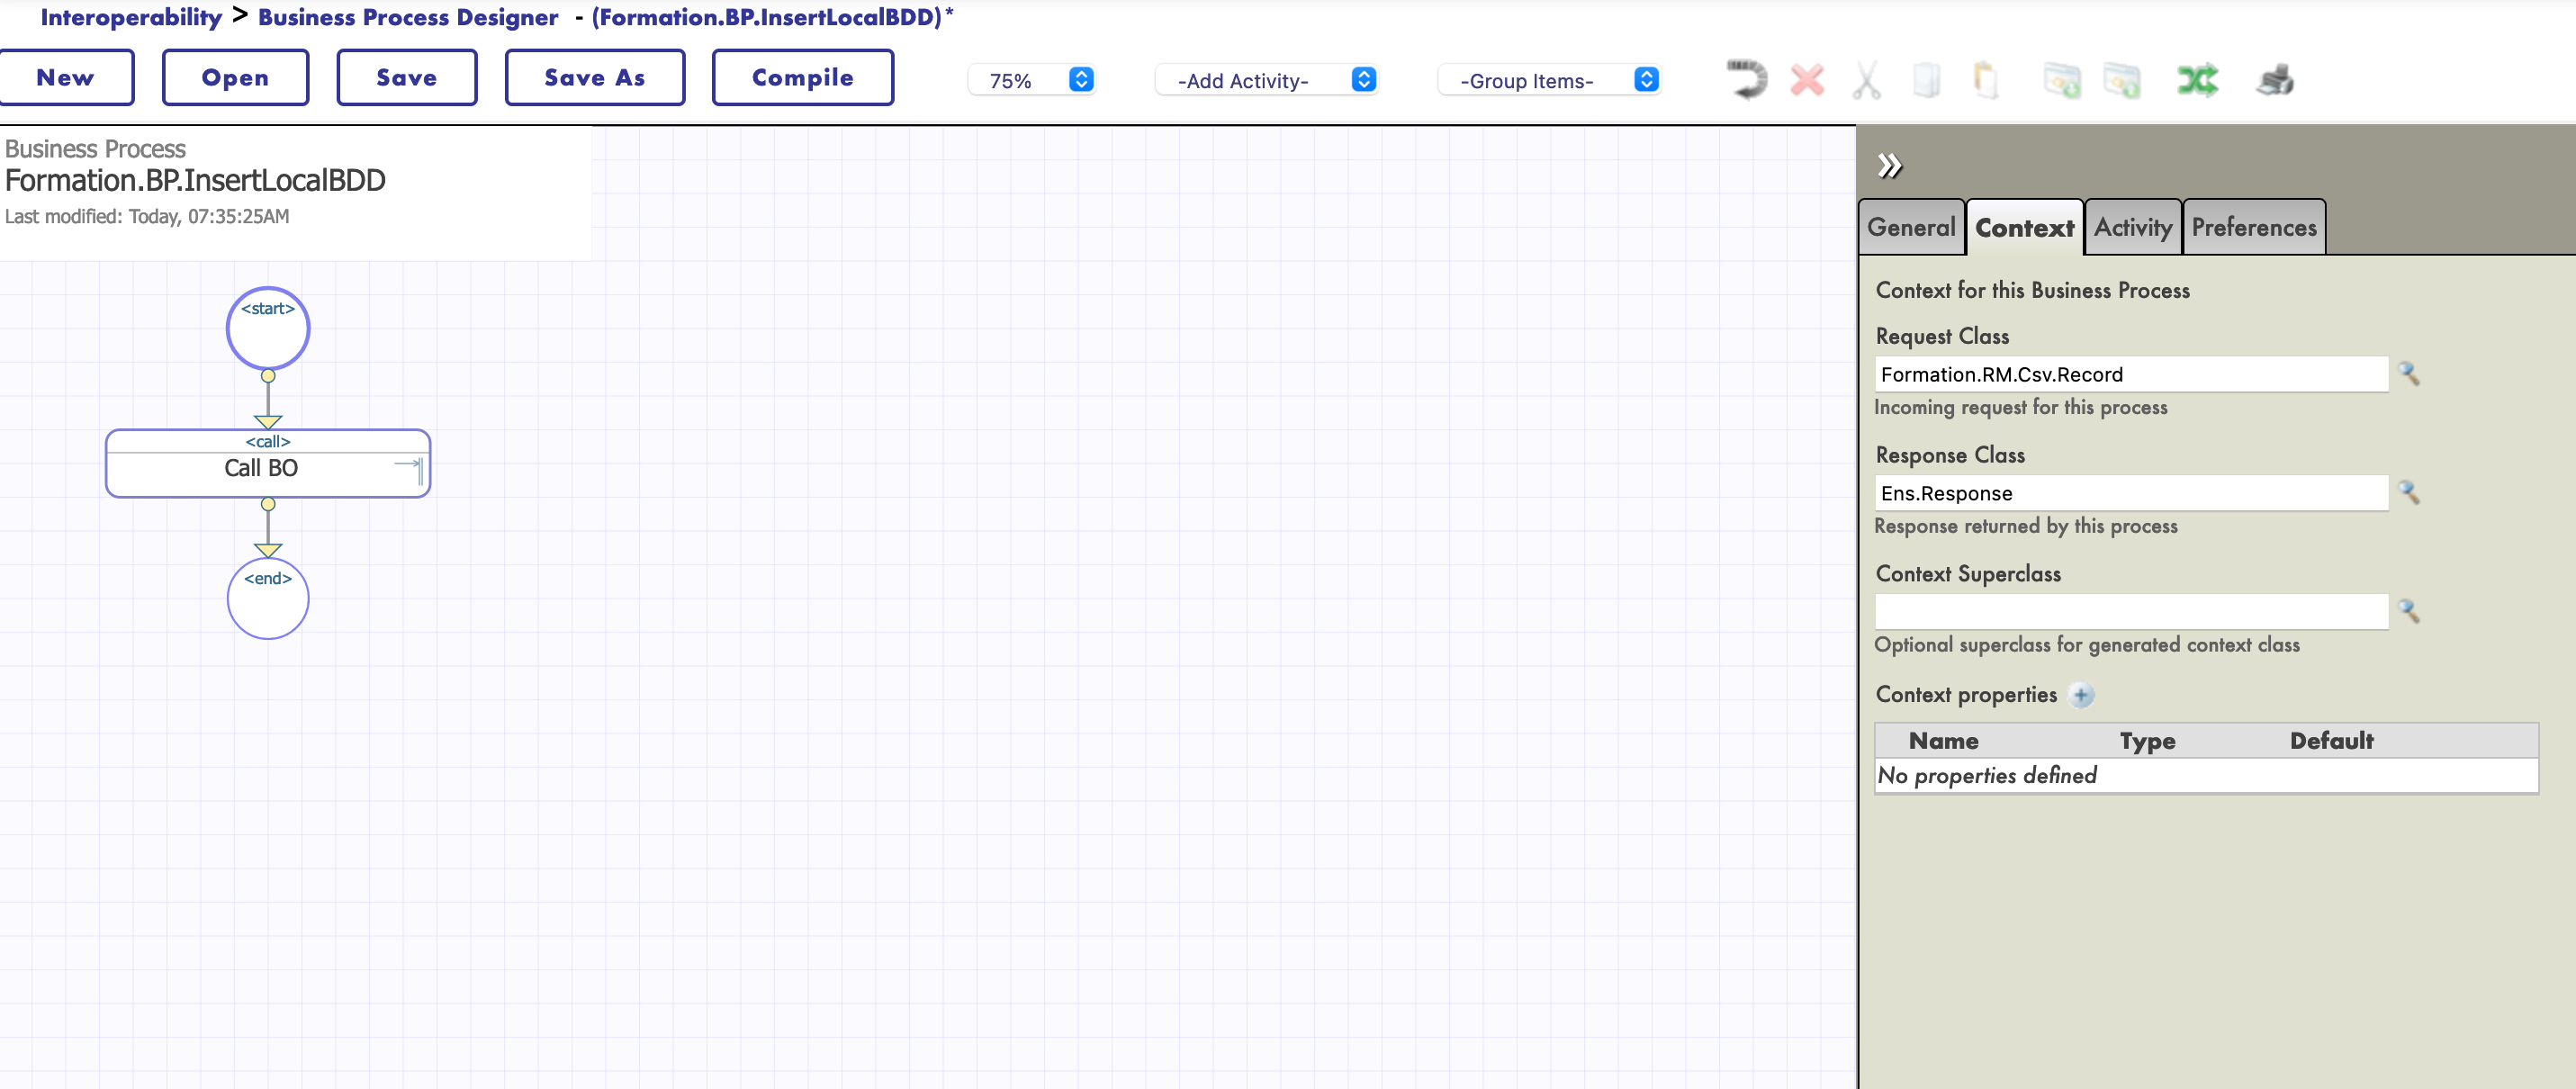 Interoperability > Business Process Designer - (Formation.BP.InsertLocalBDD)*
New Open Save Save As Compile 75% -Add Activity- -Group Items-
Business Process
Formation.BP.InsertLocalBDD
Last modified: Today, 07:35:25AM
<start>
<call>
Call BO
<end>
General Context Activity Preferences
Context for this Business Process
Request Class
Formation.RM.Csv.Record
Incoming request for this process
Response Class
Ens.Response
Response returned by this process
Context Superclass
Optional superclass for generated context class
Context properties
Name Type Default
No properties defined